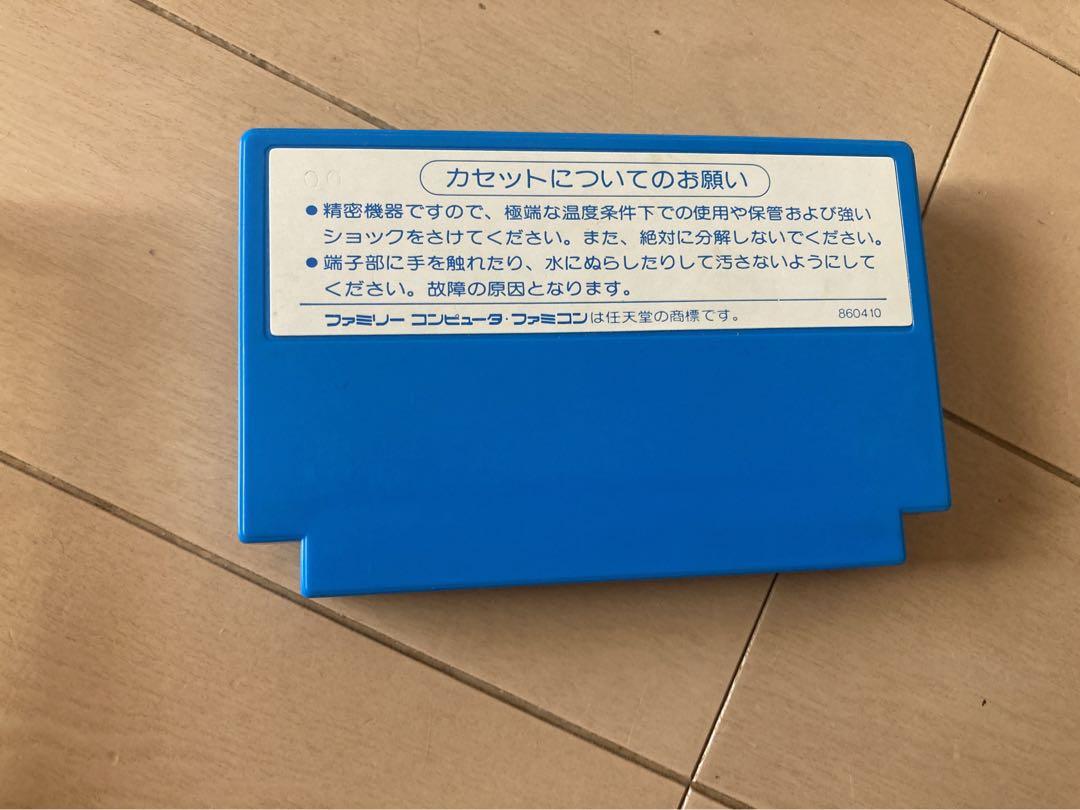 カセットについてのお願い
●精密機器ですので、極端な温度条件下での使用や保管および強い
ショックをさけてください。また、絶対に分解しないでください。
●端子部に手を触れたり、水にぬらしたりして汚さないようにして
ください。故障の原因となります。
ファミリー コンピュータ・ファミコンは任天堂の商標です。 860410